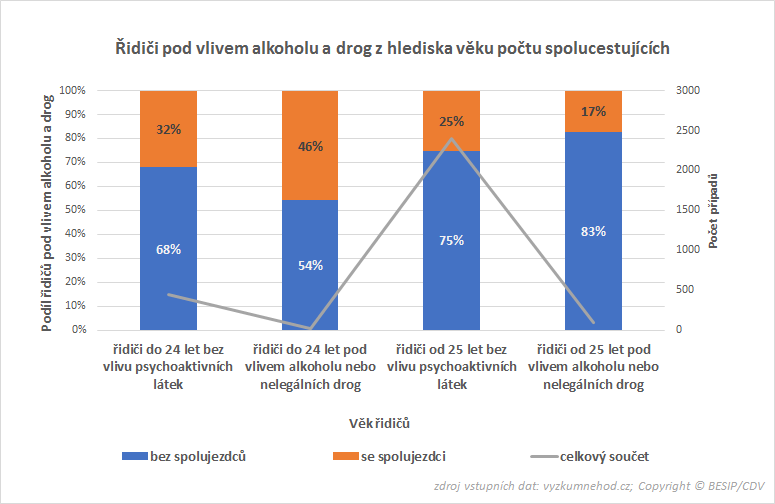 Řidiči pod vlivem alkoholu a drog z hlediska věku počtu spolucestujících
Podíl řidičů pod vlivem alkoholu a drog
100%
90%
80%
70%
60%
50%
40%
30%
20%
10%
0%
32%
46%
25%
17%
68%
54%
75%
83%
3000
2500
2000
1500
1000
500
0
Počet případů
řidiči do 24 let bez
vlivu psychoaktivních
látek
řidiči do 24 let pod
vlivem alkoholu nebo
nelegálních drog
řidiči od 25 let bez
vlivu psychoaktivních
látek
řidiči od 25 let pod
vlivem alkoholu nebo
nelegálních drog
Věk řidičů
bez spolujezdců
se spolujezdci
celkový součet
zdroj vstupních dat: vyzkumnehod.cz; Copyright © BESIP/CDV